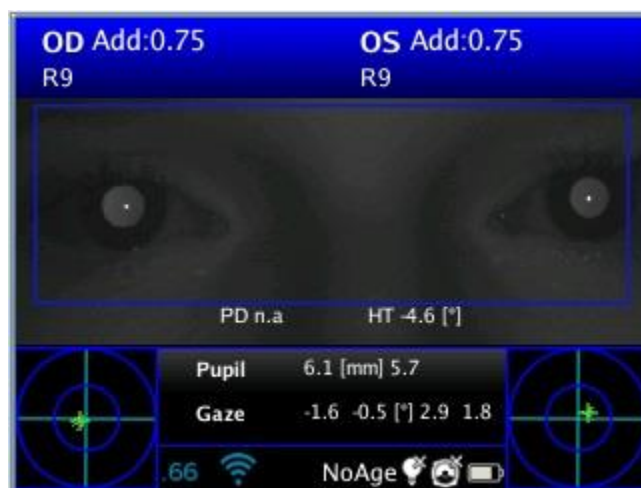 OD Add:0.75
OS Add:0.75
R9
R9
PD n.a
HT -4.6 [°]
Pupil 6.1 [mm] 5.7
Gaze -1.6 -0.5 [°] 2.9 1.8
.66
NoAge